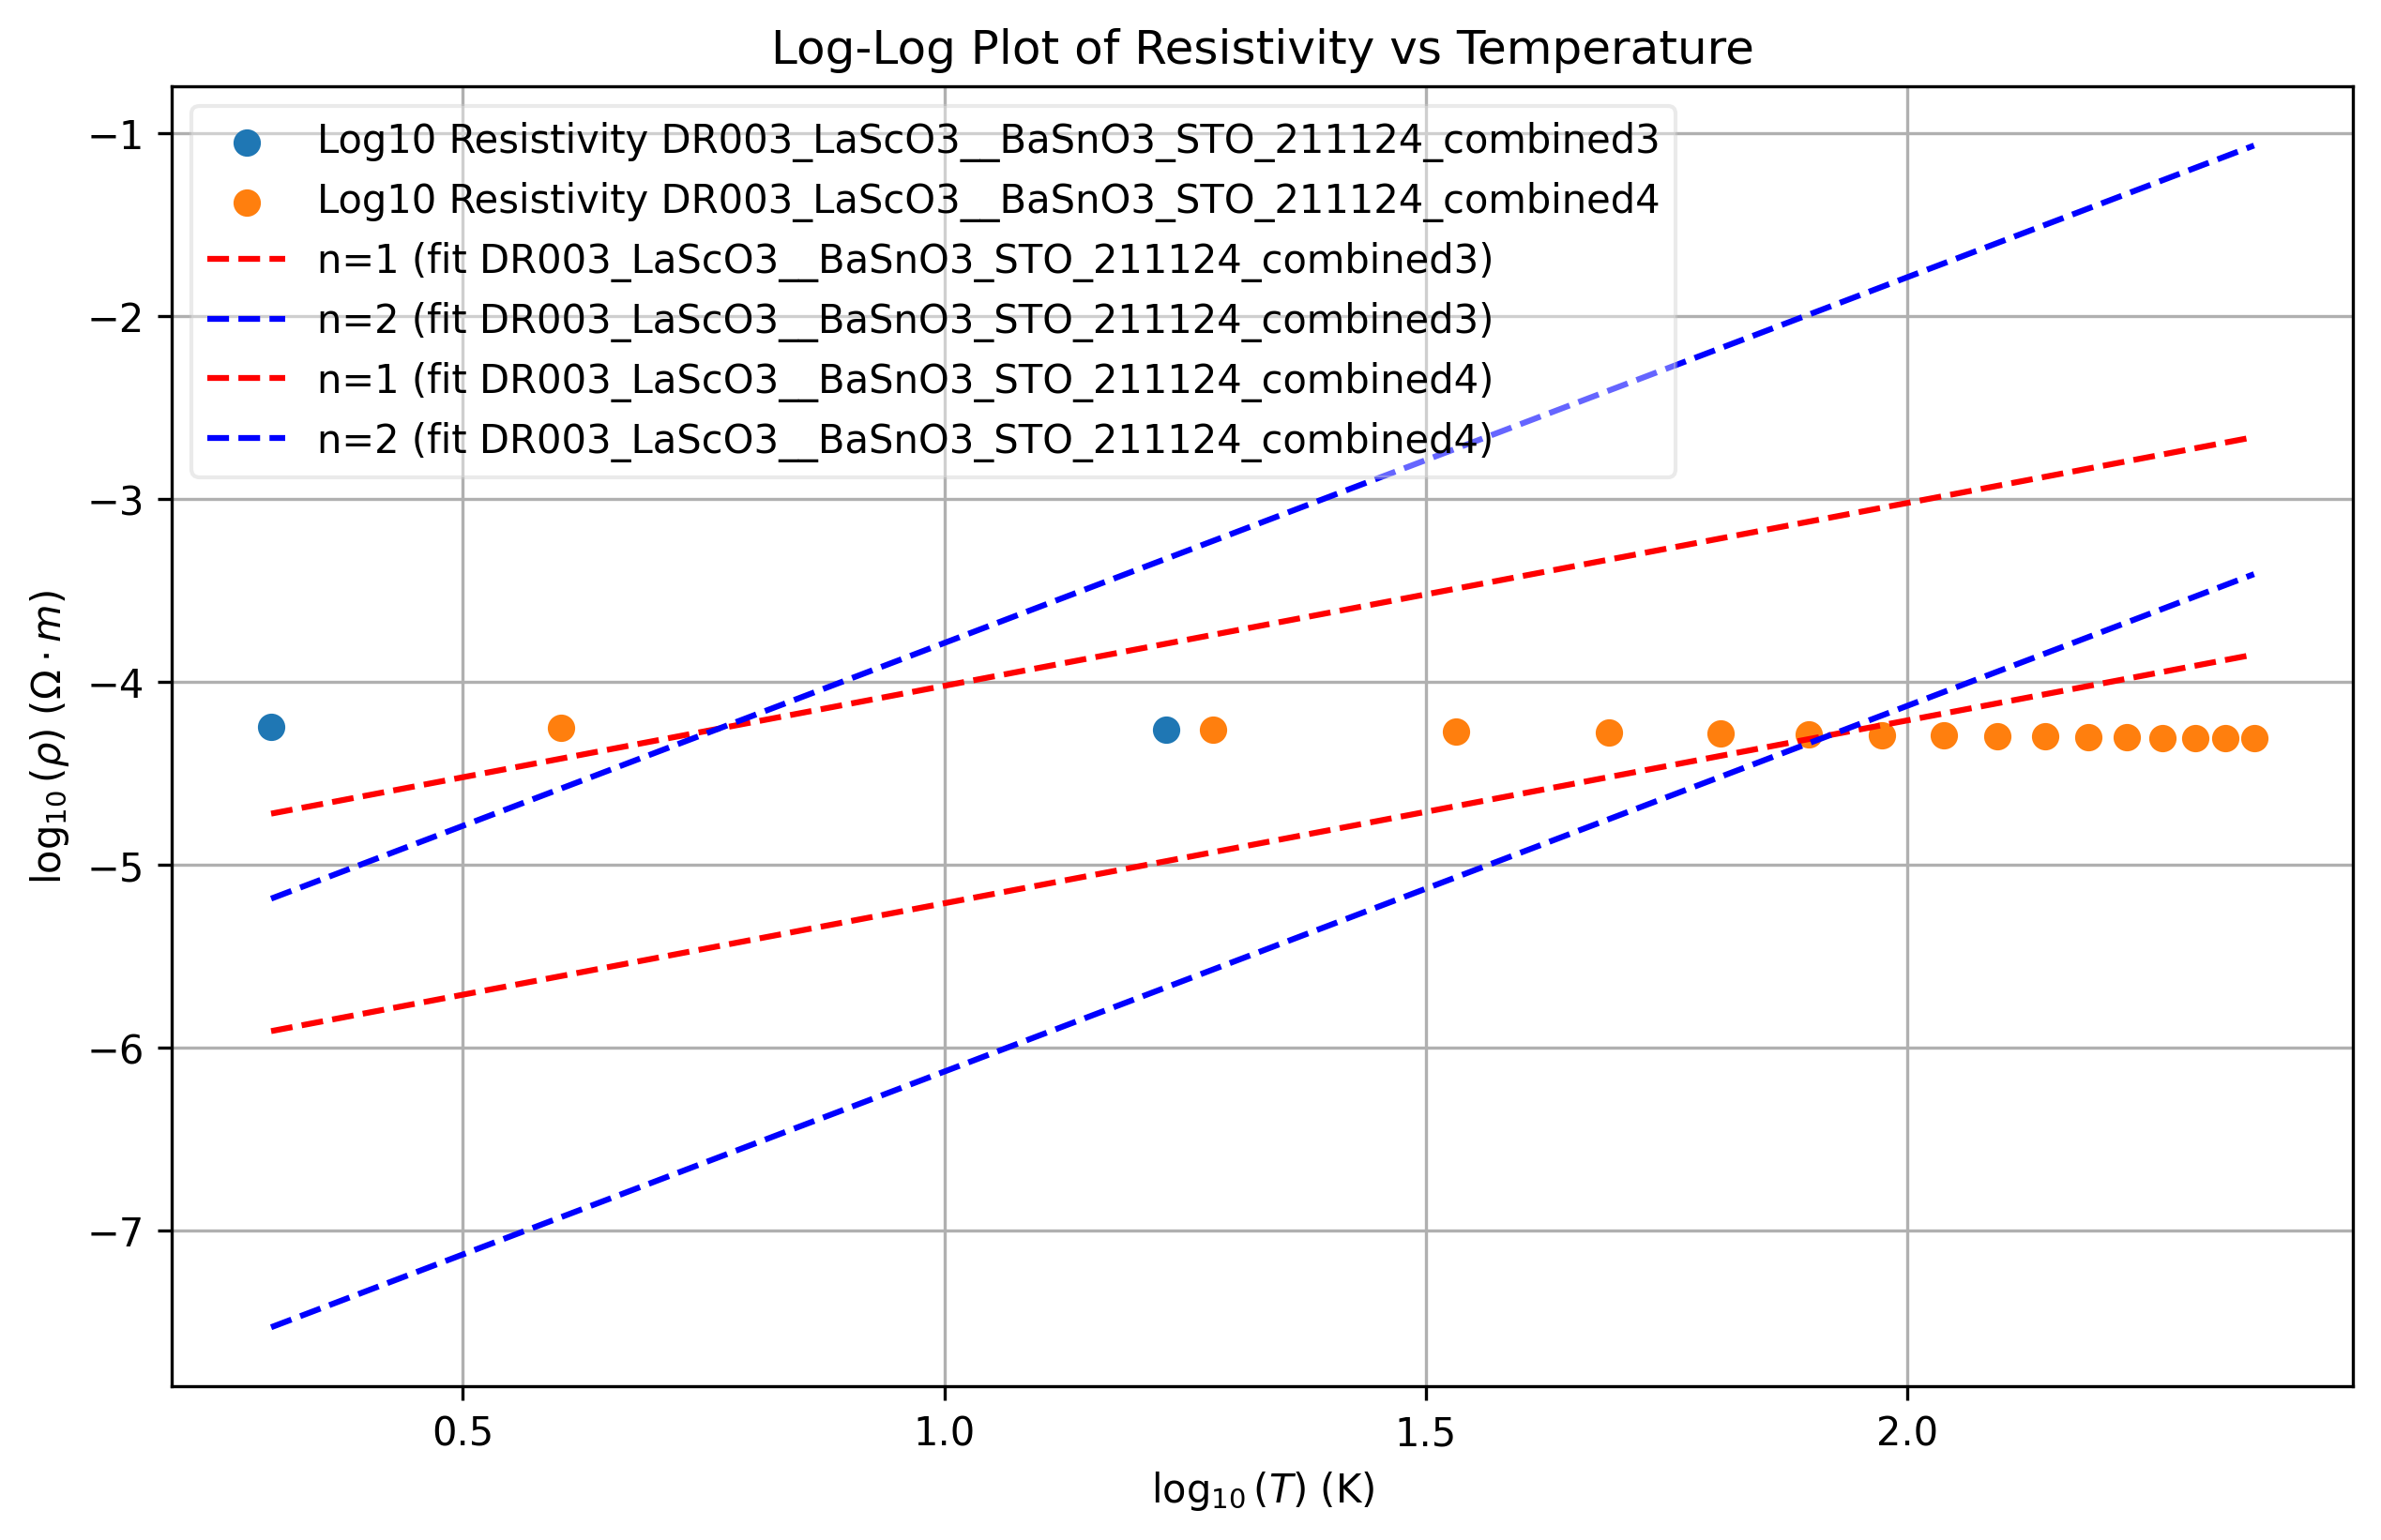 Log-Log Plot of Resistivity vs Temperature
Log10 Resistivity DR003_LaScO3__BaSnO3_STO_211124_combined3
Log10 Resistivity DR003_LaScO3__BaSnO3_STO_211124_combined4
n=1 (fit DR003_LaScO3__BaSnO3_STO_211124_combined3)
n=2 (fit DR003_LaScO3__BaSnO3_STO_211124_combined3)
n=1 (fit DR003_LaScO3__BaSnO3_STO_211124_combined4)
n=2 (fit DR003_LaScO3__BaSnO3_STO_211124_combined4)
−1
−2
−3
−4
−5
−6
−7
log₁₀(ρ) (Ω · m)
0.5 1.0 1.5 2.0
log₁₀(T) (K)